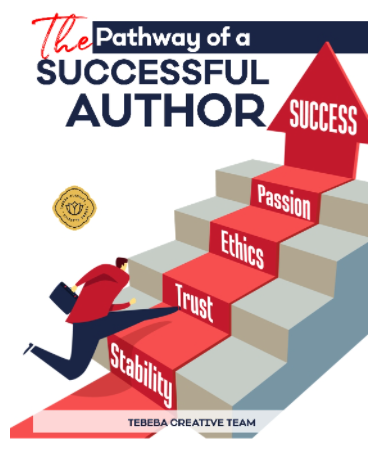 The Pathway of a
SUCCESSFUL
AUTHOR
SUCCESS
Passion
Ethics
Trust
Stability
TEBEBA CREATIVE TEAM